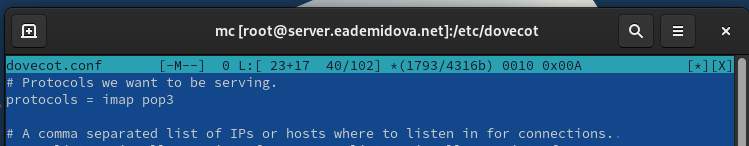 mc [root@server.eademidova.net]:/etc/dovecot
dovecot.conf [-M--] 0 L:[ 23+17 40/102] *(1793/4316b) 0010 0x00A [*][X]
# Protocols we want to be serving.
protocols = imap pop3
# A comma separated list of IPs or hosts where to listen in for connections..